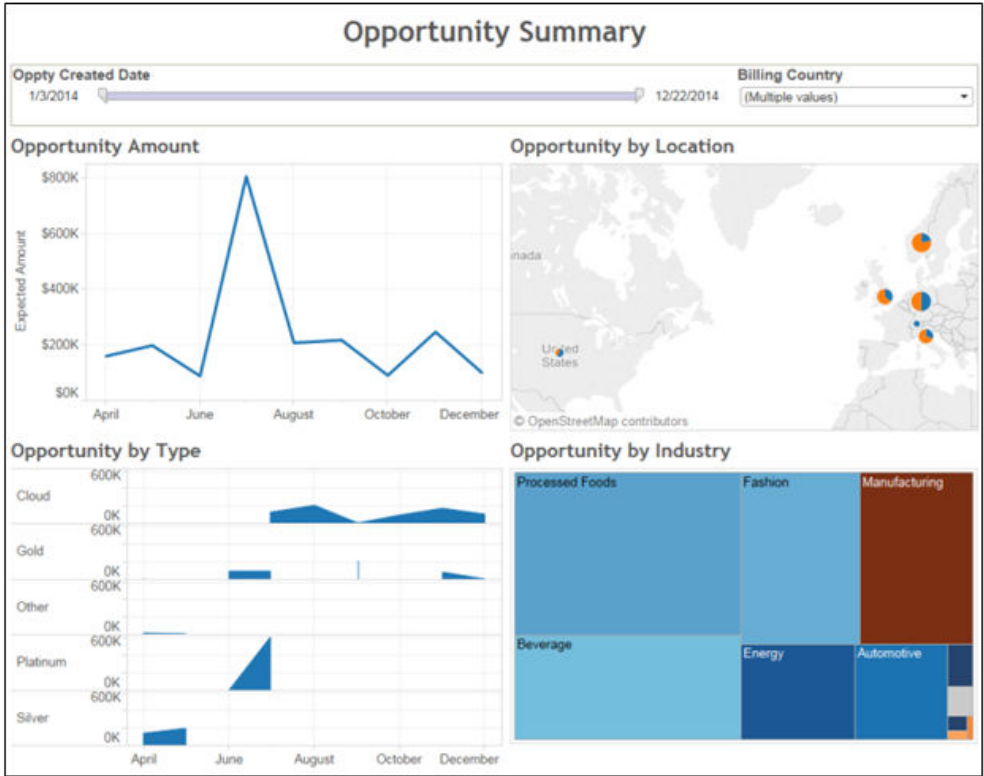 Opportunity Summary
Oppty Created Date
1/3/2014
12/22/2014
Billing Country
(Multiple values)
Opportunity Amount
$800K
$600K
$400K
$200K
$0K
Expected Amount
April
June
August
October
December
Opportunity by Location
nada
United
States
© OpenStreetMap contributors
Opportunity by Type
Cloud
600K
0K
Gold
600K
0K
Other
600K
0K
Platinum
600K
0K
Silver
600K
0K
April
June
August
October
December
Opportunity by Industry
Processed Foods
Fashion
Manufacturing
Beverage
Energy
Automotive